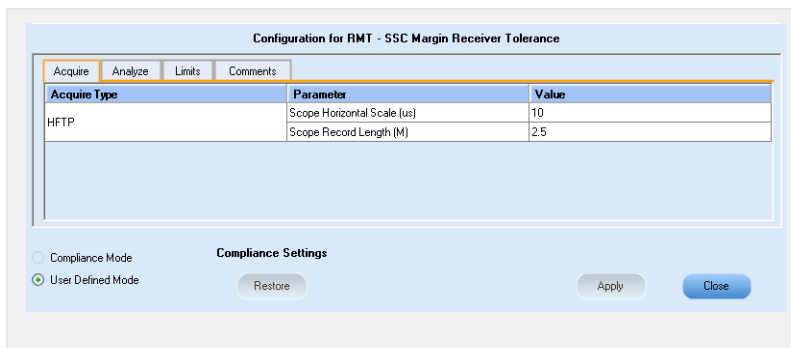 Configuration for RMT - SSC Margin Receiver Tolerance
Acquire Analyze Limits Comments
Acquire Type Parameter Value
HFTP
Scope Horizontal Scale (us) 10
Scope Record Length (M) 2.5
Compliance Mode Compliance Settings
User Defined Mode Restore Apply Close